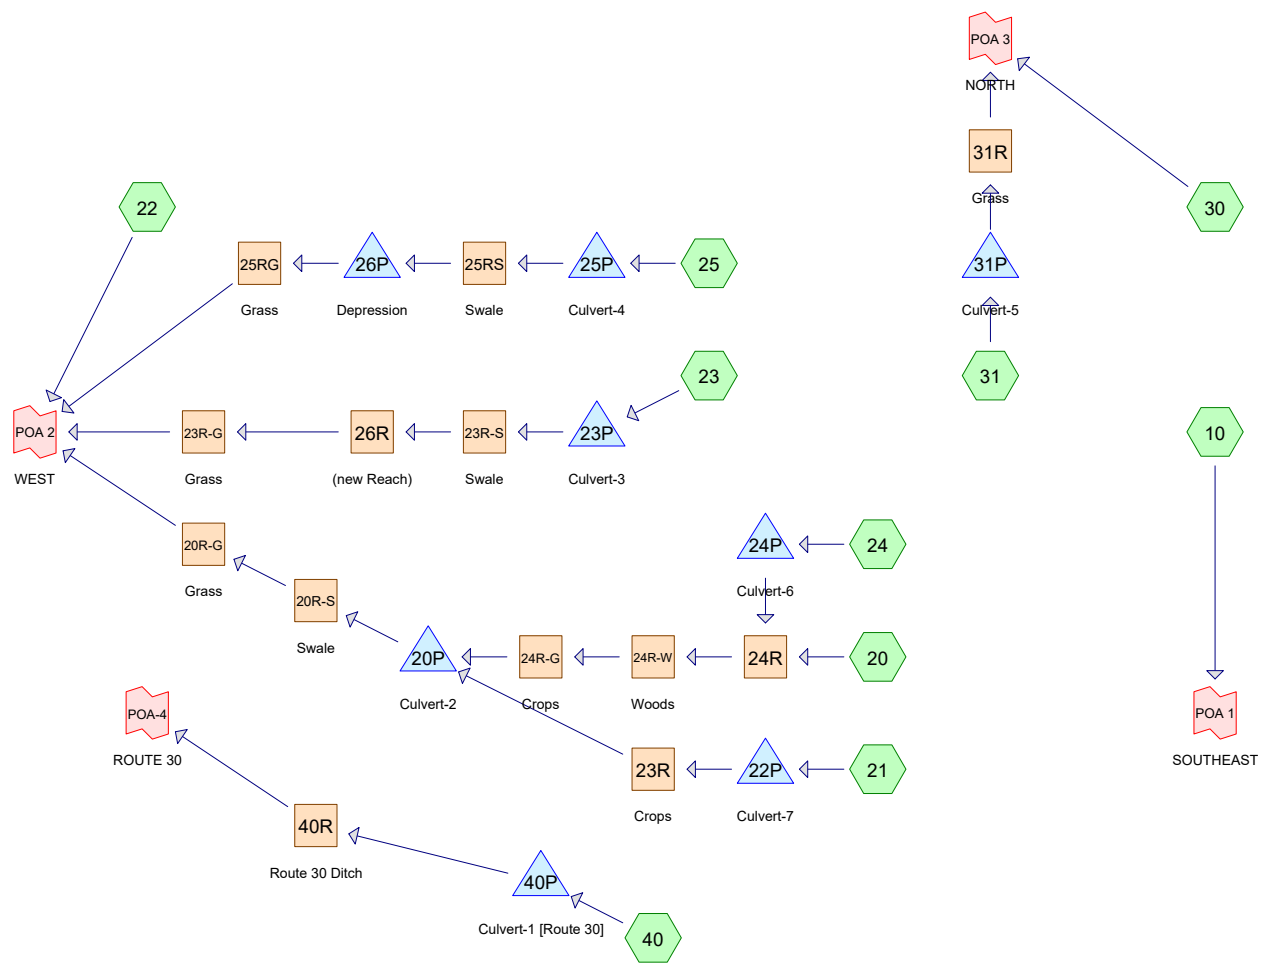 POA 3
NORTH
31R
Grass
22
30
25RG
26P
25RS
25P
25
31P
Grass
Depression
Swale
Culvert-4
Culvert-5
23
31
POA 2
23R-G
26R
23R-S
23P
10
WEST
Grass
(new Reach)
Swale
Culvert-3
20R-G
24P
24
Grass
Culvert-6
20R-S
Swale
20P
24R-G
24R-W
24R
20
Culvert-2
Crops
Woods
POA-4
POA 1
ROUTE 30
SOUTHEAST
23R
22P
21
Crops
Culvert-7
40R
Route 30 Ditch
40P
Culvert-1 [Route 30]
40